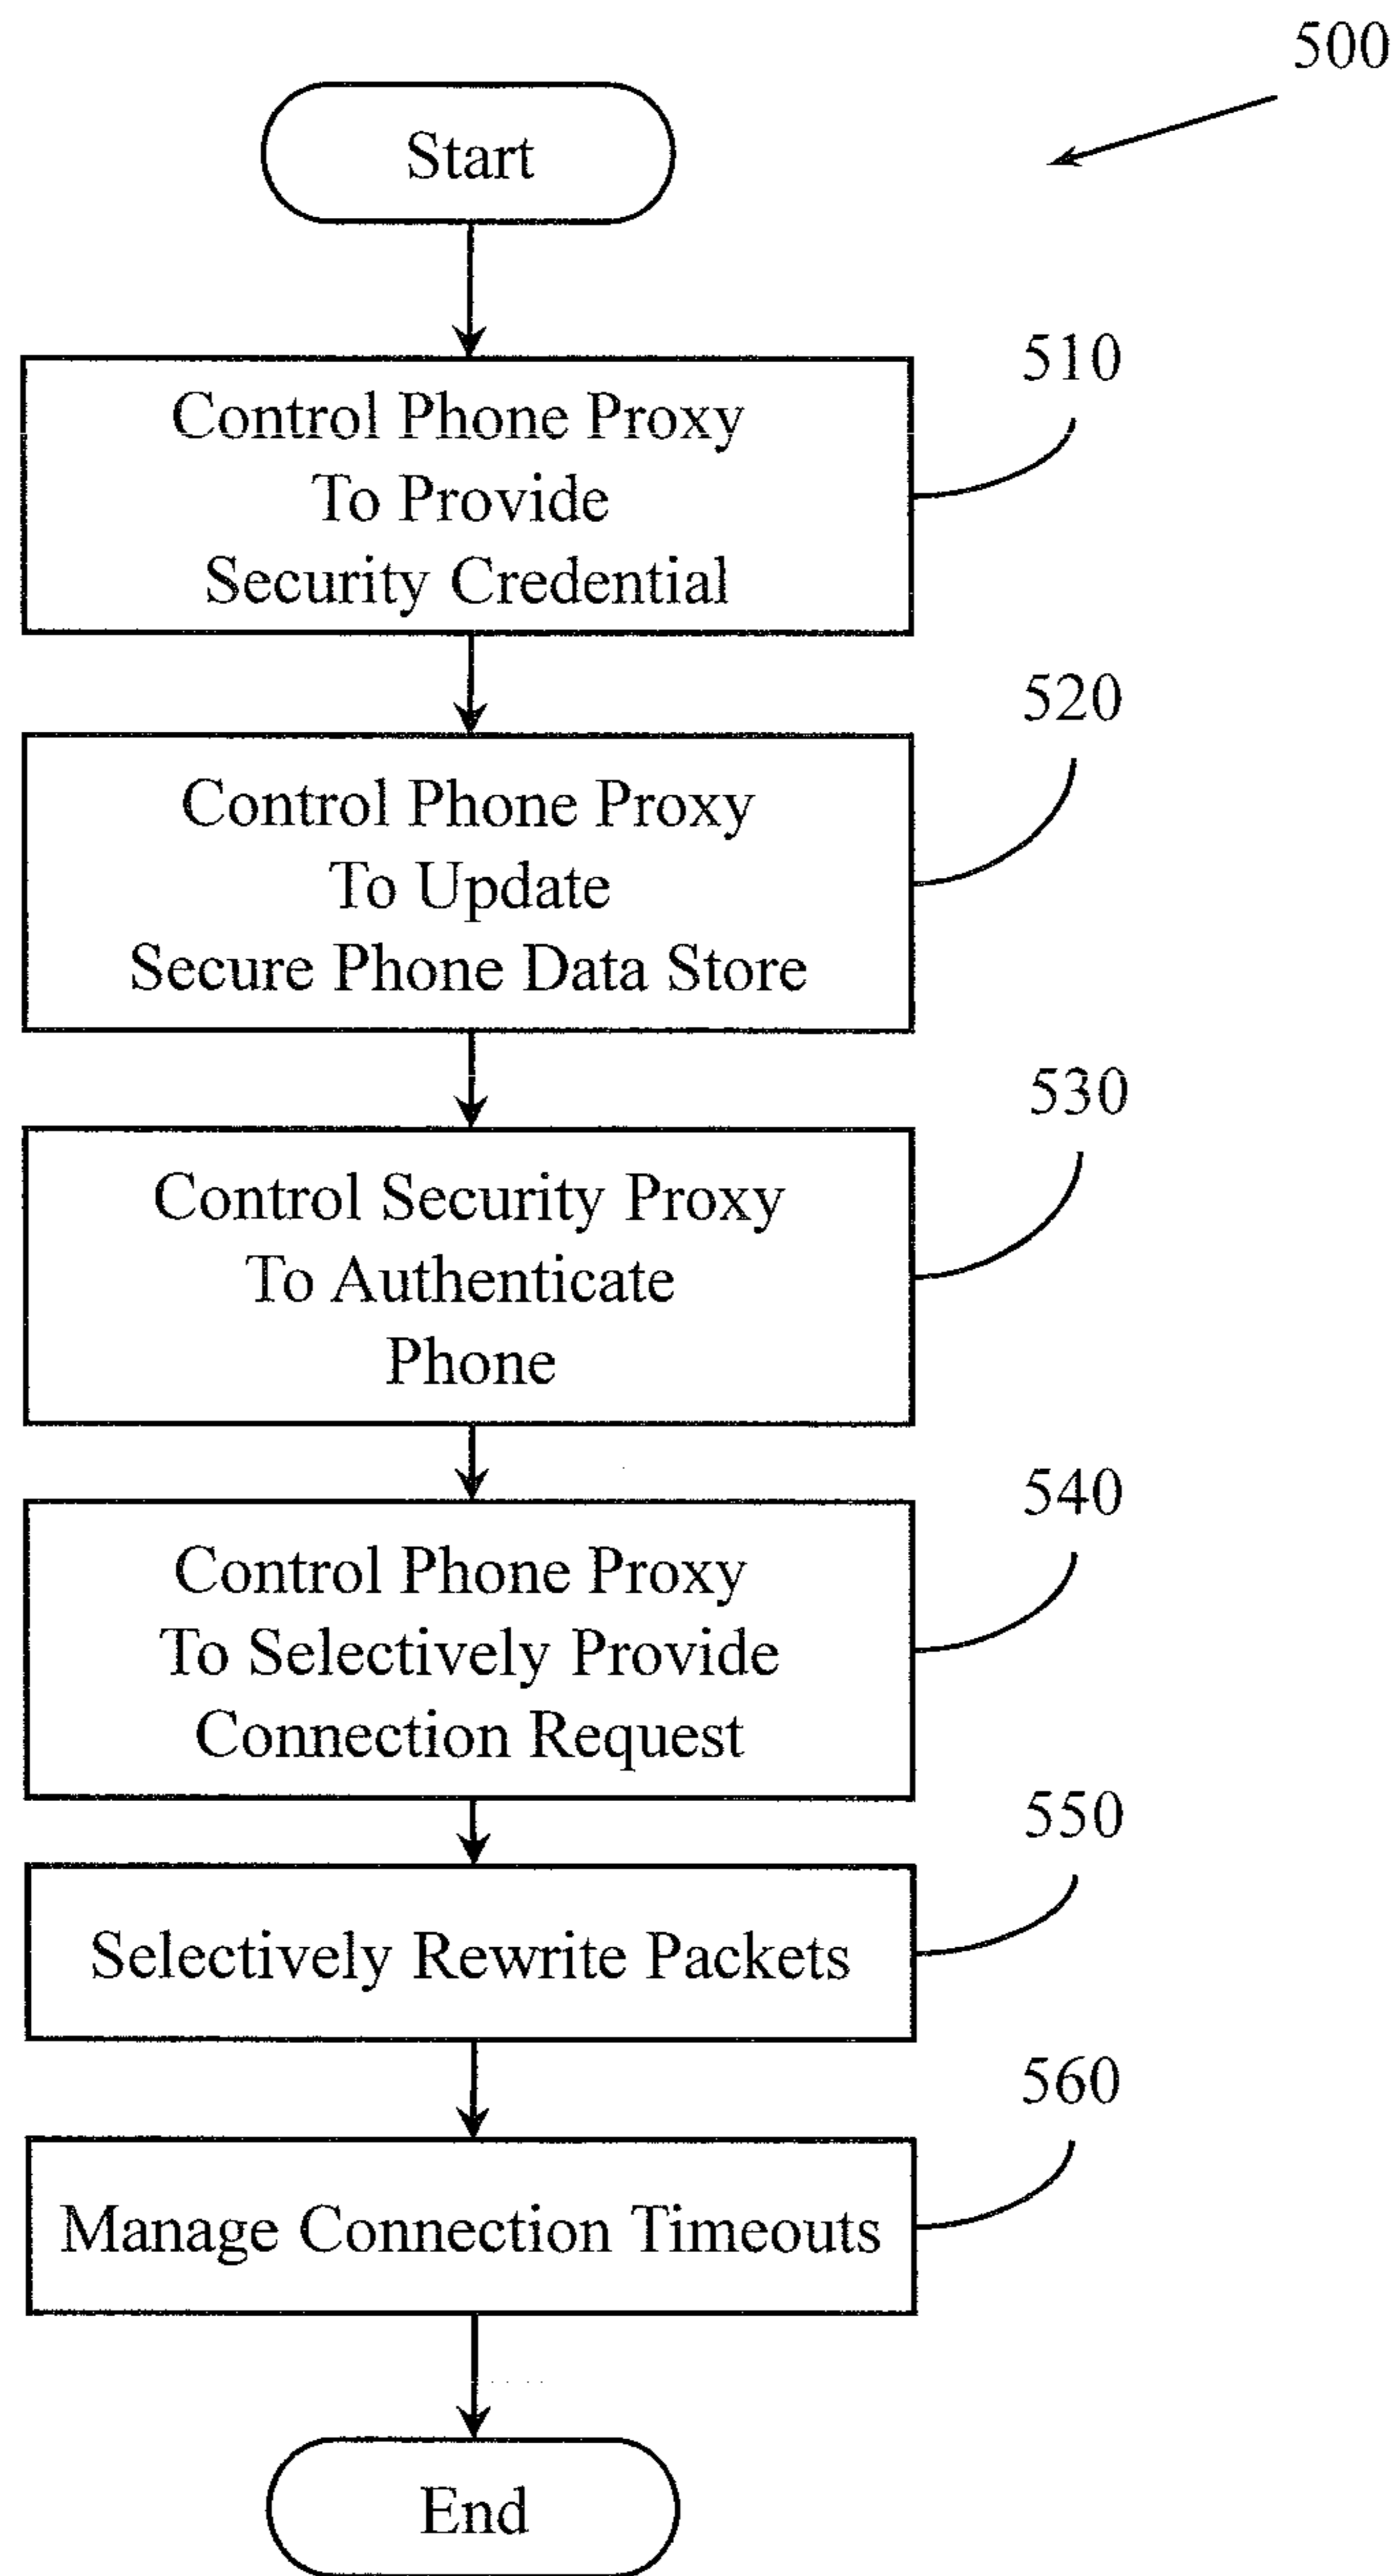 500
Start
510
Control Phone Proxy
To Provide
Security Credential
520
Control Phone Proxy
To Update
Secure Phone Data Store
530
Control Security Proxy
To Authenticate
Phone
540
Control Phone Proxy
To Selectively Provide
Connection Request
550
Selectively Rewrite Packets
560
Manage Connection Timeouts
End